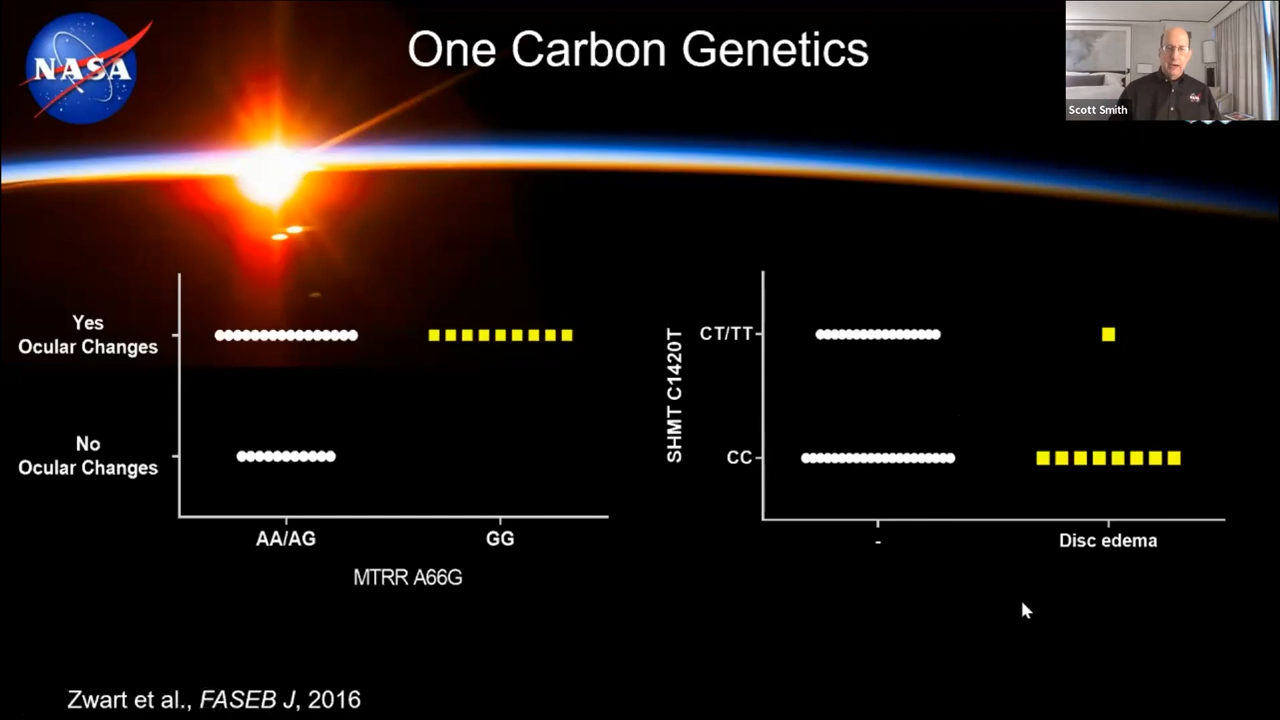 NASA
One Carbon Genetics
Scott Smith
Yes
Ocular Changes
No
Ocular Changes
AA/AG
GG
MTRR A66G
SHMT C1420T
CT/TT
CC
-
Disc edema
Zwart et al., FASEB J, 2016